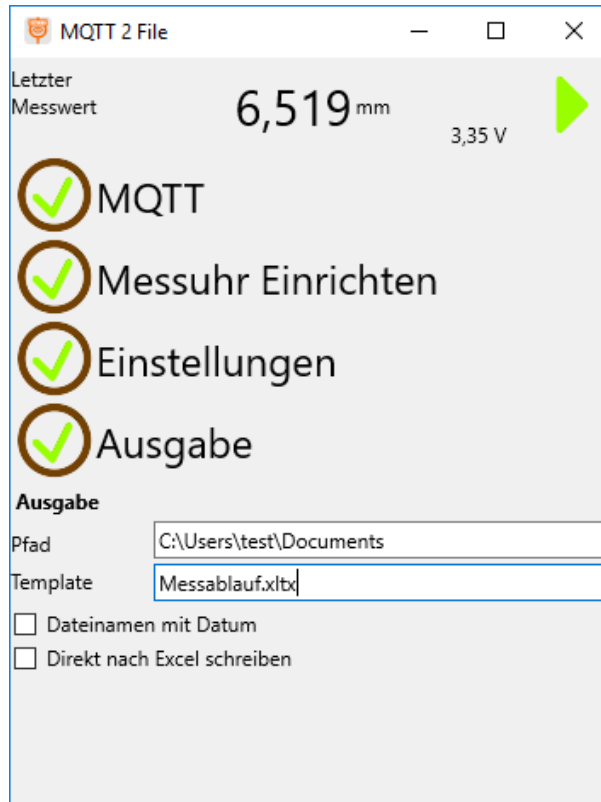 MQTT 2 File
Letzter
Messwert
6,519 mm
3,35 V
MQTT
Messuhr Einrichten
Einstellungen
Ausgabe
Ausgabe
Pfad C:\Users\test\Documents
Template Messablauf.xltx
Dateinamen mit Datum
Direkt nach Excel schreiben